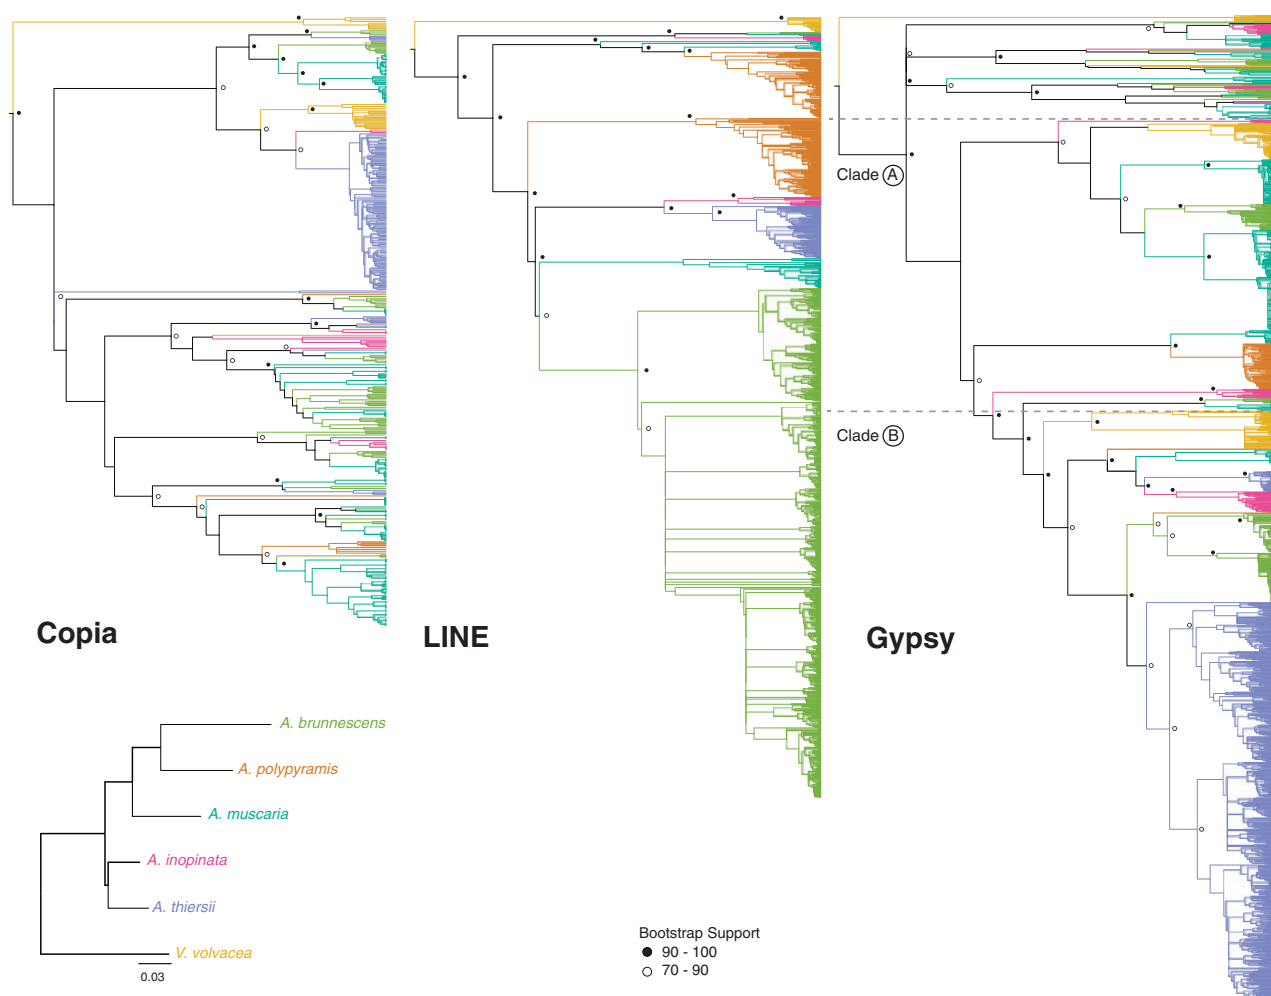 Clade A
Clade B
Copia
LINE
Gypsy
A. brunnescens
A. polypyramis
A. muscaria
A. inopinata
A. thiersii
V. volvacea
0.03
Bootstrap Support
90 - 100
70 - 90